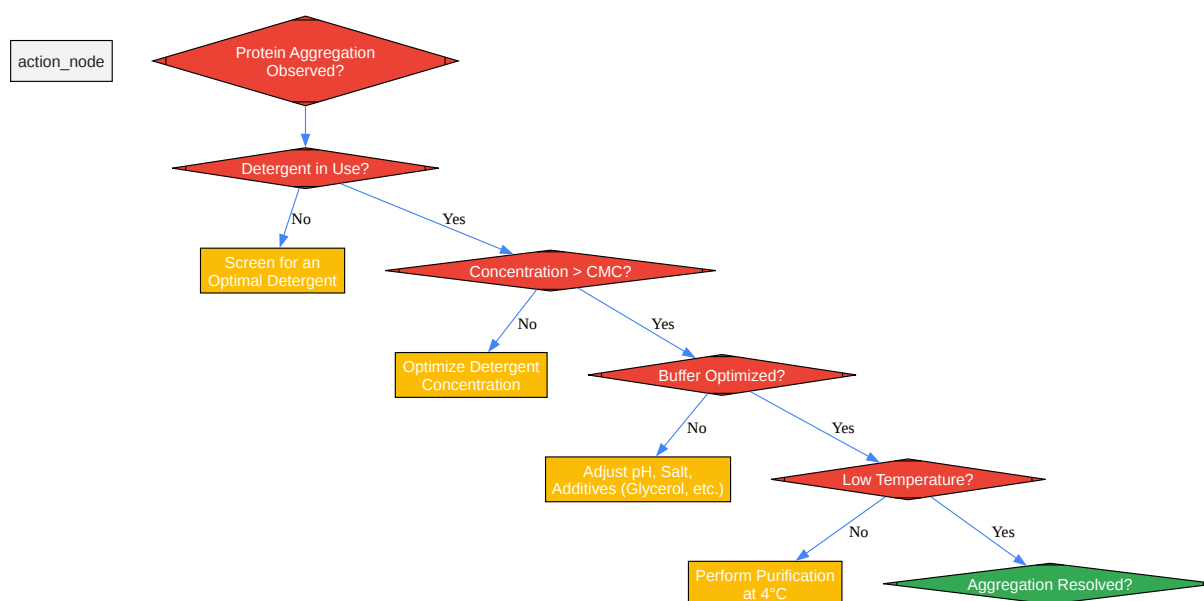 action_node
Protein Aggregation
Observed?
Detergent in Use?
No
Yes
Screen for an
Optimal Detergent
Concentration > CMC?
No
Yes
Optimize Detergent
Concentration
Buffer Optimized?
No
Yes
Adjust pH, Salt,
Additives (Glycerol, etc.)
Low Temperature?
No
Yes
Perform Purification
at 4°C
Aggregation Resolved?